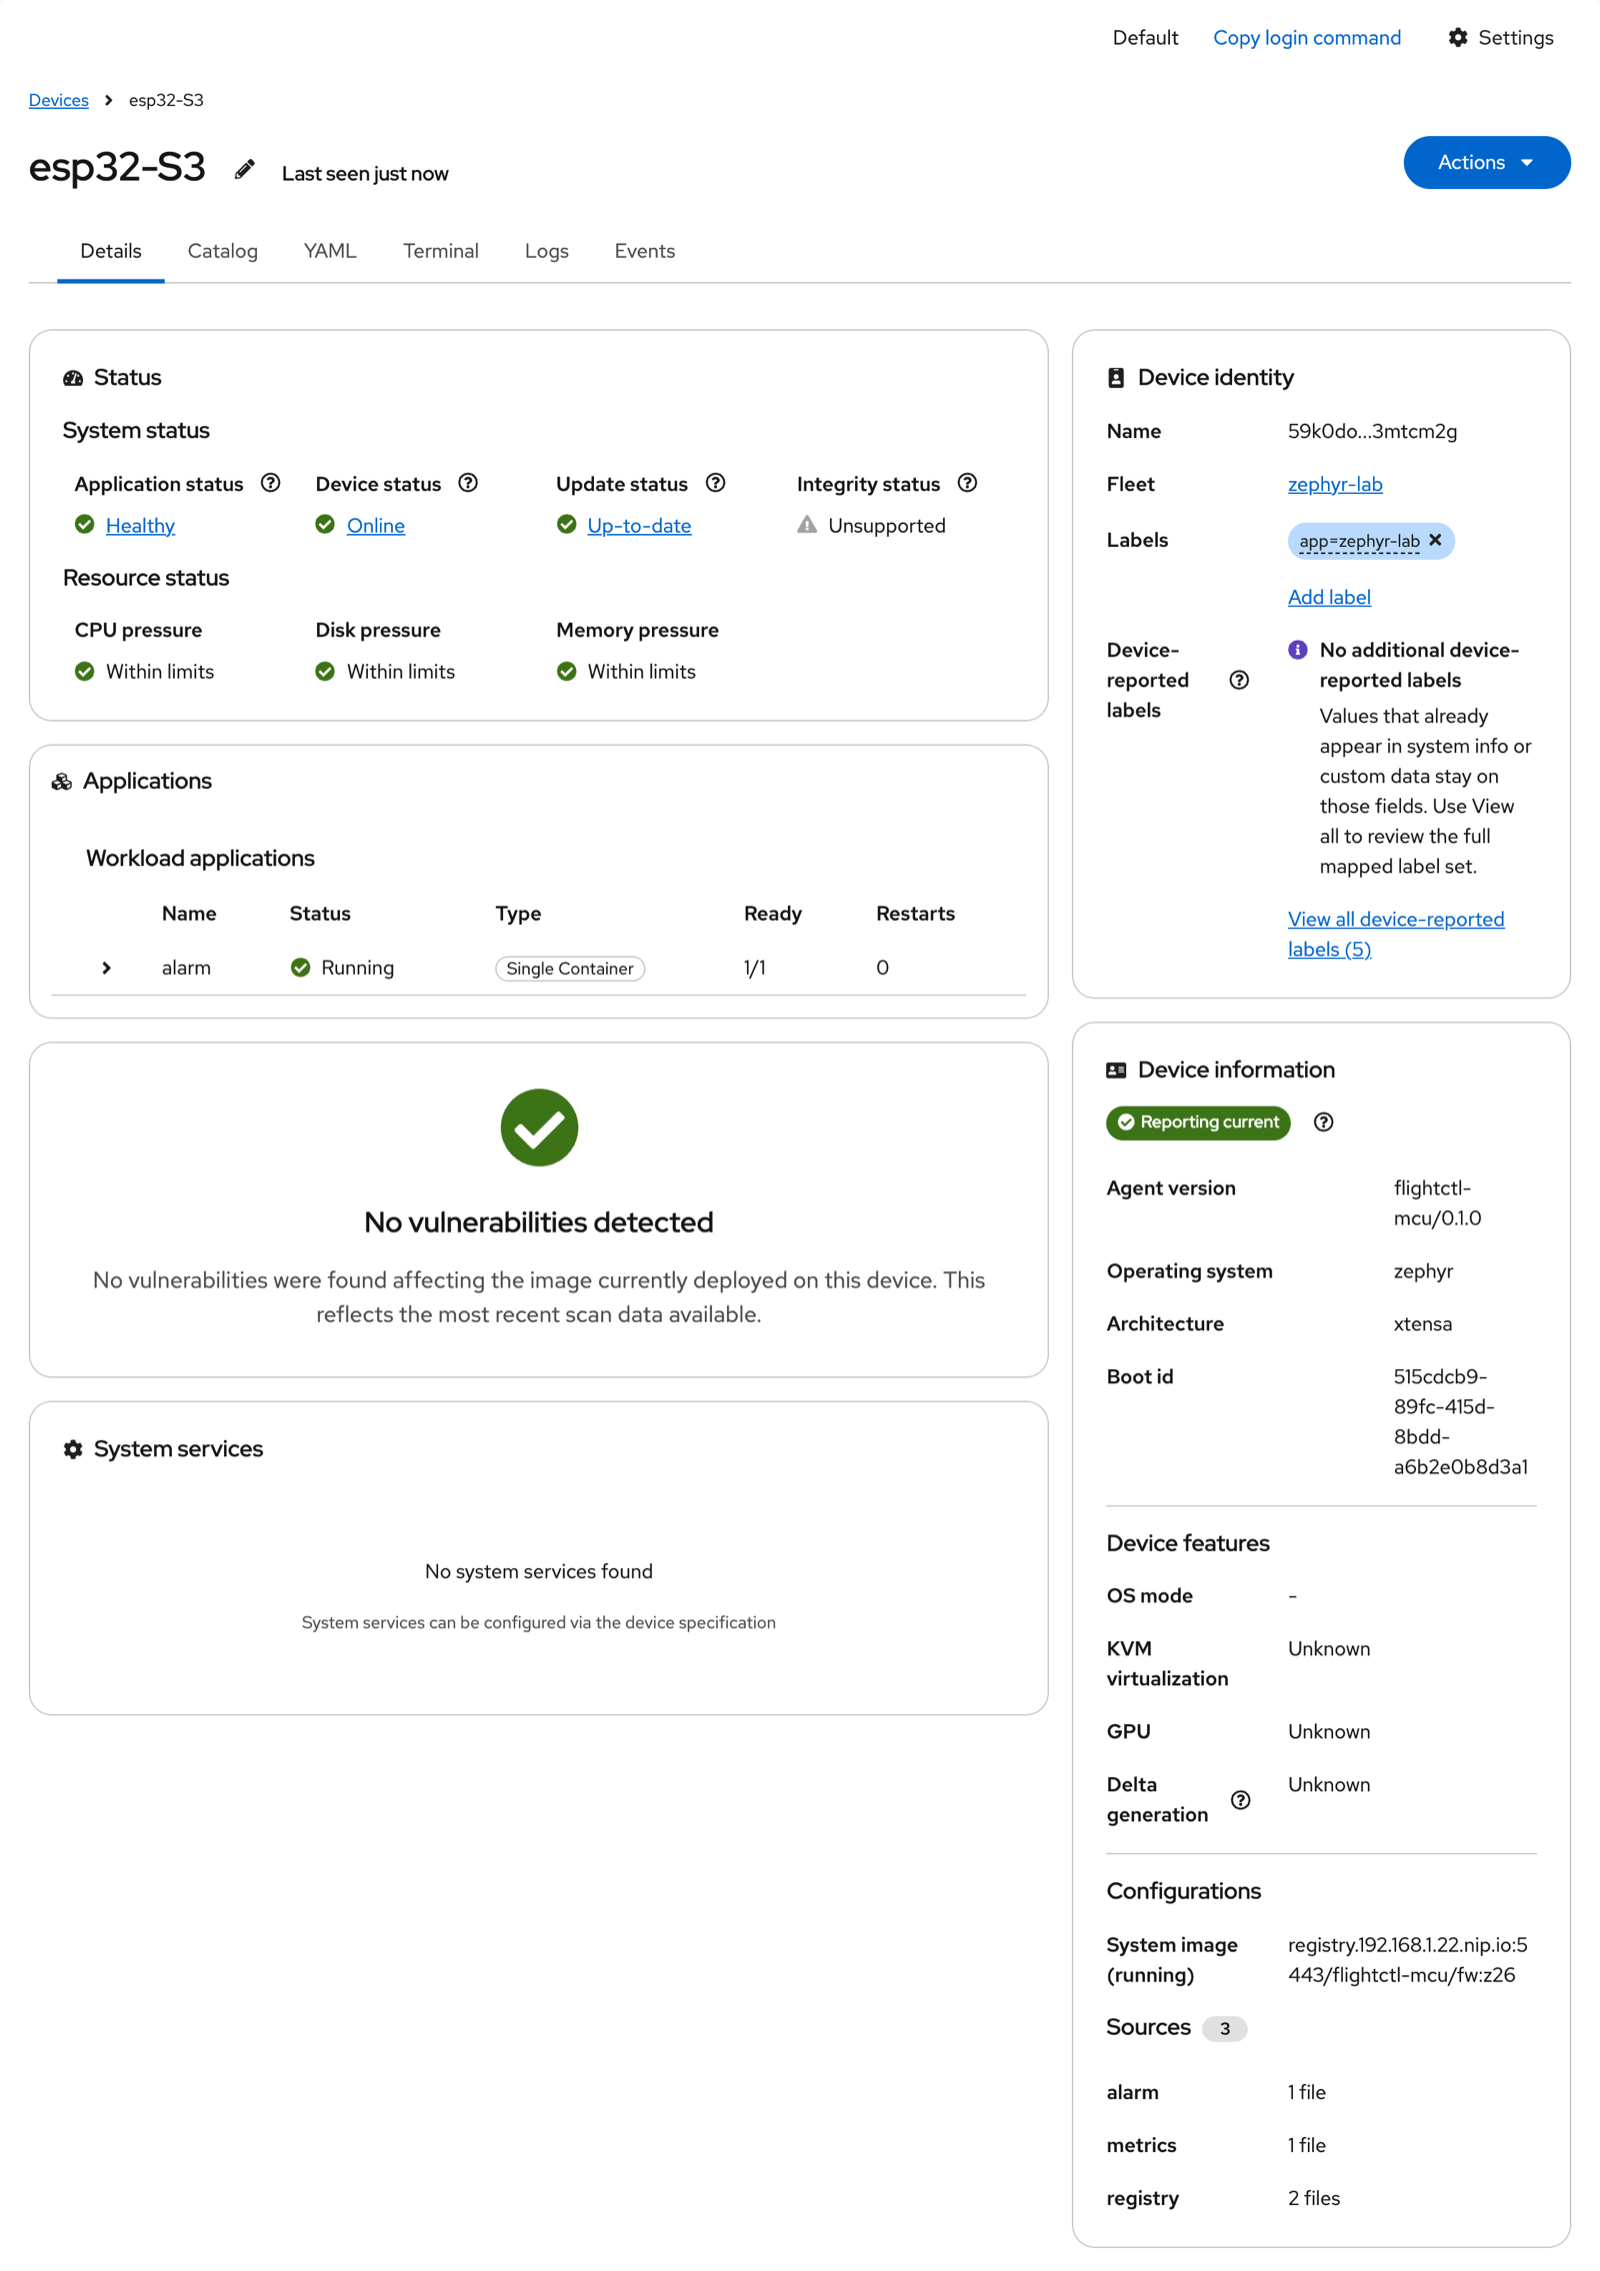 Default Copy login command Settings
Devices esp32-S3
esp32-S3 Last seen just now
Actions
Details Catalog YAML Terminal Logs Events
Status
System status
Application status Device status Update status Integrity status
Healthy Online Up-to-date Unsupported
Resource status
CPU pressure Disk pressure Memory pressure
Within limits Within limits Within limits
Applications
Workload applications
Name Status Type Ready Restarts
alarm Running Single Container 1/1 0
No vulnerabilities detected
No vulnerabilities were found affecting the image currently deployed on this device. This
reflects the most recent scan data available.
System services
No system services found
System services can be configured via the device specification
Device identity
Name 59k0do...3mtcm2g
Fleet zephyr-lab
Labels app=zephyr-lab
Add label
Device-
reported
labels
No additional device-
reported labels
Values that already
appear in system info or
custom data stay on
those fields. Use View
all to review the full
mapped label set.
View all device-reported
labels (5)
Device information
Reporting current
Agent version flightctl-
mcu/0.1.0
Operating system zephyr
Architecture xtensa
Boot id 515cdcb9-
89fc-415d-
8bdd-
a6b2e0b8d3a1
Device features
OS mode -
KVM
virtualization
Unknown
GPU Unknown
Delta
generation
Unknown
Configurations
System image
(running)
registry.192.168.1.22.nip.io:5
443/flightctl-mcu/fw:z26
Sources 3
alarm 1 file
metrics 1 file
registry 2 files